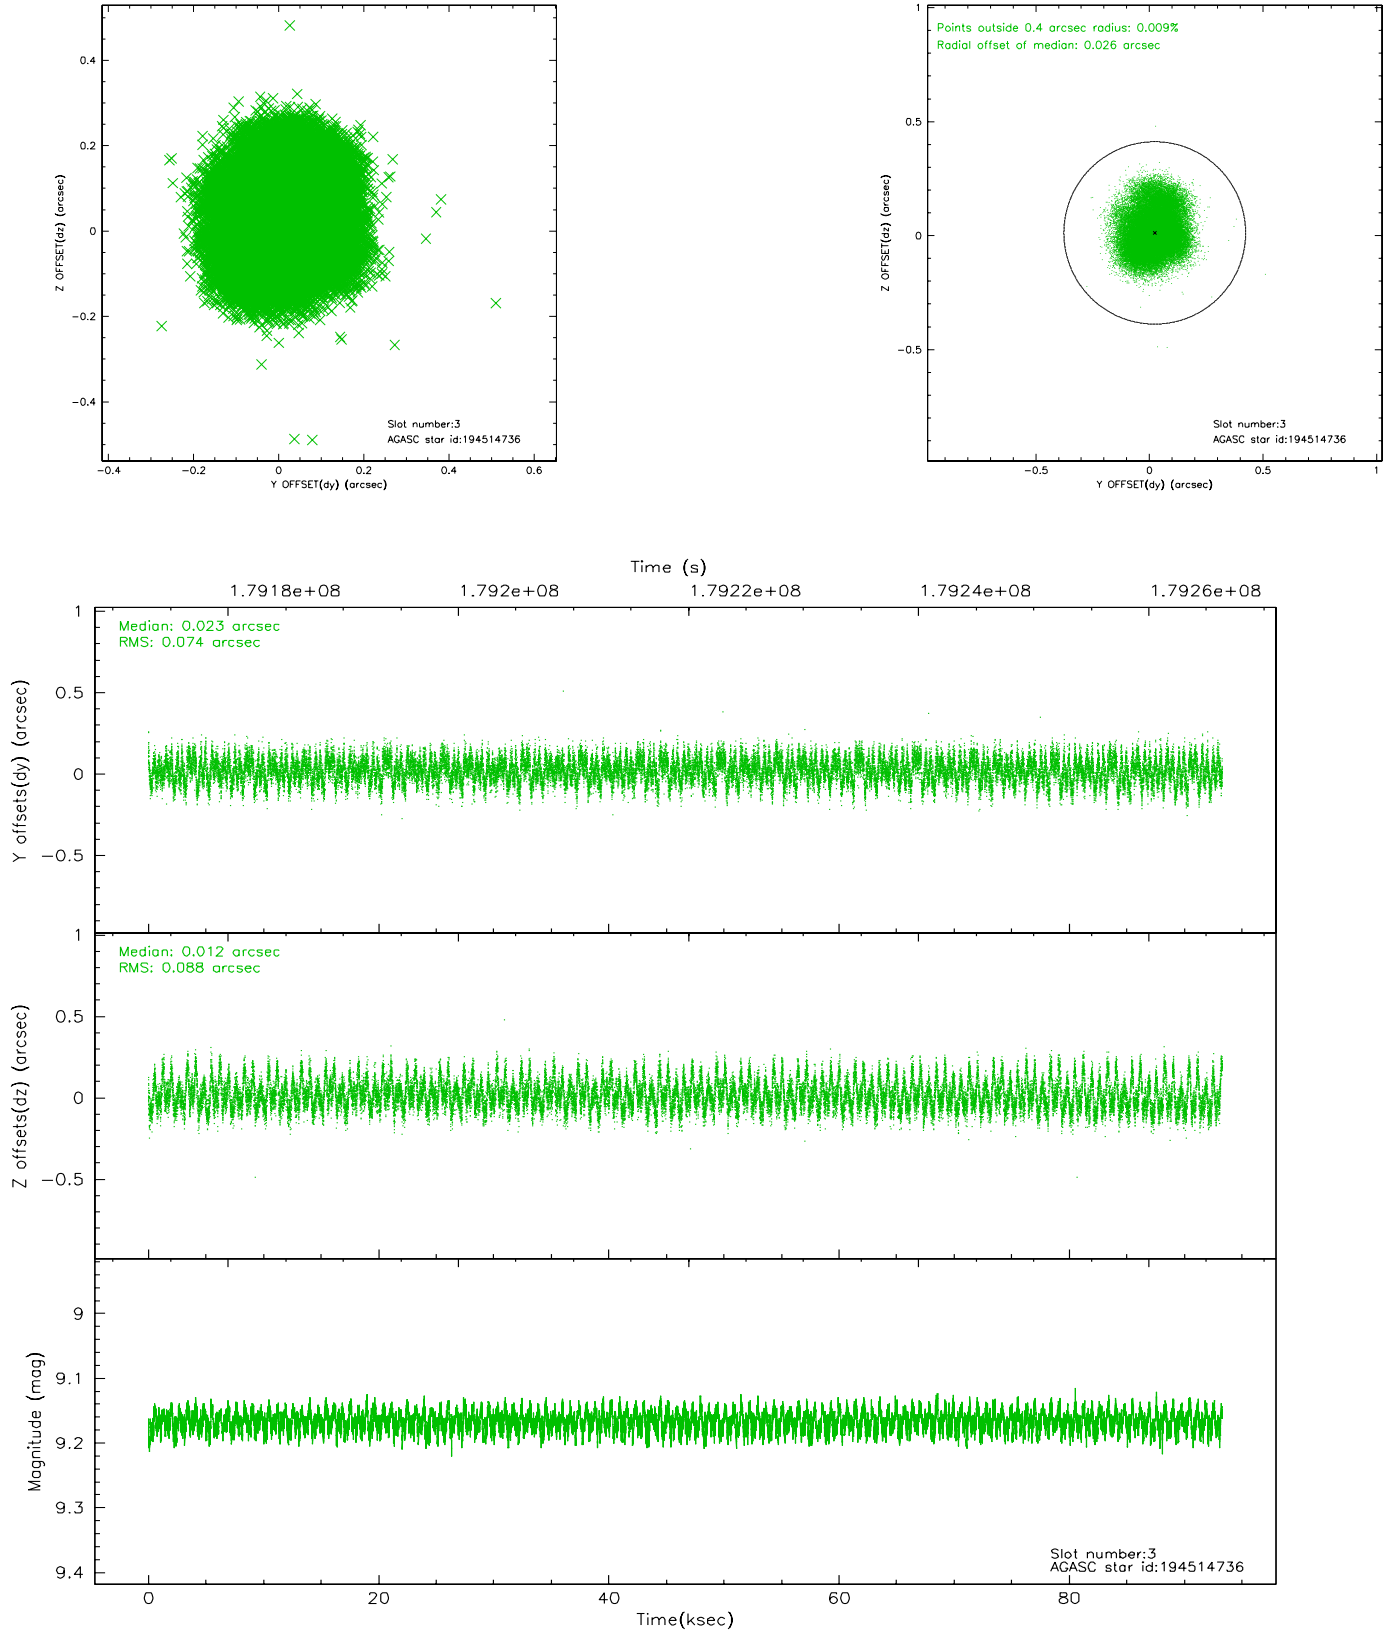 0.4
0.2
0
−0.2
−0.4
Z OFFSET(dz) (arcsec)
Slot number:3
AGASC star id:194514736
−0.4 −0.2 0 0.2 0.4 0.6
Y OFFSET(dy) (arcsec)
Points outside 0.4 arcsec radius: 0.009%
Radial offset of median: 0.026 arcsec
1
0.5
0
−0.5
Z OFFSET(dz) (arcsec)
Slot number:3
AGASC star id:194514736
−0.5 0 0.5 1
Y OFFSET(dy) (arcsec)
Time (s)
1.7918e+08 1.792e+08 1.7922e+08 1.7924e+08 1.7926e+08
Median: 0.023 arcsec
RMS: 0.074 arcsec
1
0.5
0
−0.5
Y offsets(dy) (arcsec)
Median: 0.012 arcsec
RMS: 0.088 arcsec
1
0.5
0
−0.5
Z offsets(dz) (arcsec)
9
9.1
9.2
9.3
9.4
Magnitude (mag)
Slot number:3
AGASC star id:194514736
0 20 40 60 80
Time(ksec)